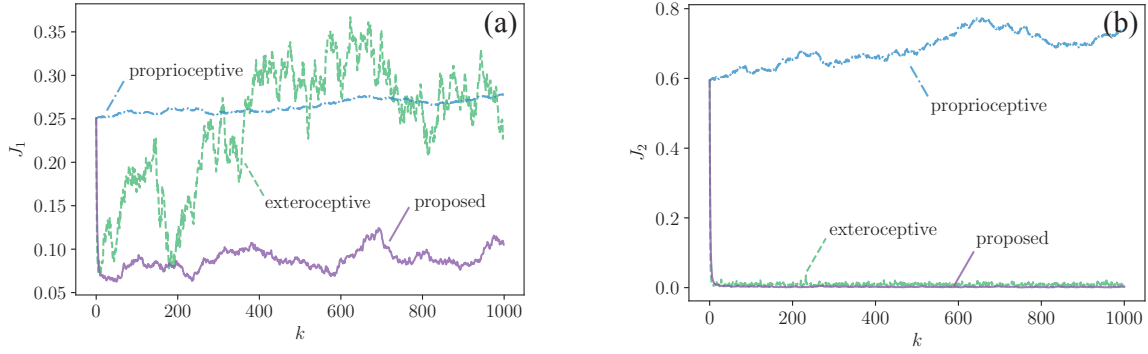 (a)
0.35
0.30
0.25
0.20
0.15
0.10
0.05
J1
proprioceptive
exteroceptive
proposed
0 200 400 600 800 1000
k
(b)
0.8
0.6
0.4
0.2
0.0
J2
proprioceptive
exteroceptive
proposed
0 200 400 600 800 1000
k